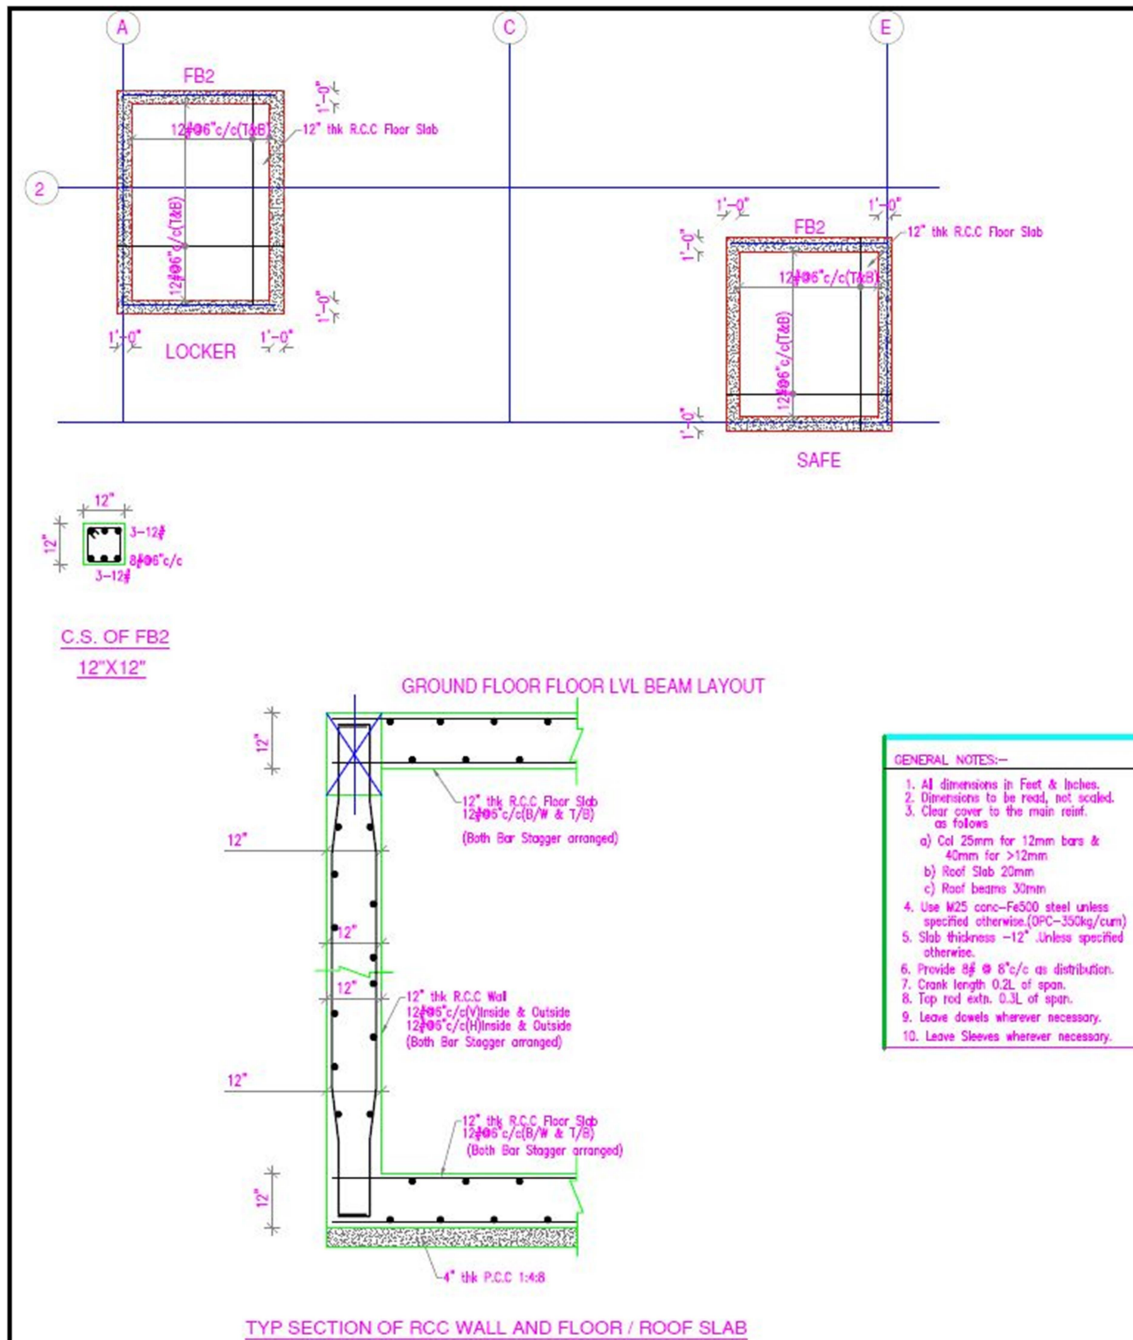 A
C
E
FB2
1'-0"
12" thk R.C.C Floor Slab
12#@6"c/c(T&B)
2
12#@6"c/c(T&B)
1'-0"
1'-0"
1'-0"
LOCKER
1'-0"
1'-0"
FB2
12" thk R.C.C Floor Slab
1'-0"
12#@6"c/c(T&B)
12#@6"c/c(T&B)
1'-0"
SAFE
12"
12"
3-12#
8#@6"c/c
3-12#
C.S. OF FB2
12"X12"
GROUND FLOOR FLOOR LVL BEAM LAYOUT
12"
12" thk R.C.C Floor Slab
12#@6"c/c(B/W & T/B)
(Both Bar Stagger arranged)
12"
12"
12"
12" thk R.C.C Wall
12#@6"c/c(V)Inside & Outside
12#@6"c/c(H)Inside & Outside
(Both Bar Stagger arranged)
12"
12" thk R.C.C Floor Slab
12#@6"c/c(B/W & T/B)
(Both Bar Stagger arranged)
12"
4" thk P.C.C 1:4:8
TYP SECTION OF RCC WALL AND FLOOR / ROOF SLAB
GENERAL NOTES:-
1. All dimensions in Feet & Inches.
2. Dimensions to be read, not scaled.
3. Clear cover to the main reinf.
as follows
a) Col 25mm for 12mm bars &
40mm for >12mm
b) Roof Slab 20mm
c) Roof beams 30mm
4. Use M25 conc-Fe500 steel unless
specified otherwise.(OPC-350kg/cum)
5. Slab thickness -12" .Unless specified
otherwise.
6. Provide 8# @ 8"c/c as distribution.
7. Crank length 0.2L of span.
8. Top rod extn. 0.3L of span.
9. Leave dowels wherever necessary.
10. Leave Sleeves wherever necessary.